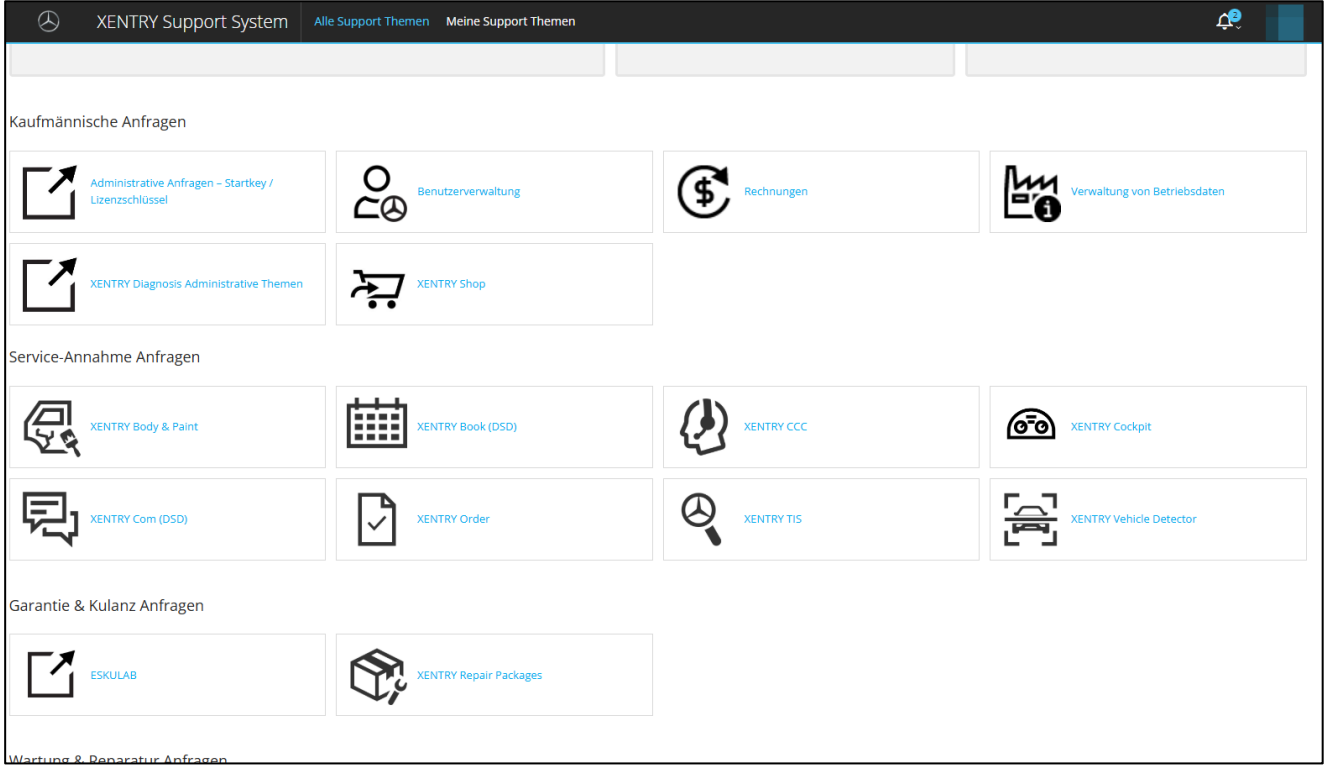 XENTRY Support System Alle Support Themen Meine Support Themen 2
Kaufmännische Anfragen
Administrative Anfragen – Startkey /
Lizenzschlüssel
Benutzerverwaltung
Rechnungen
Verwaltung von Betriebsdaten
XENTRY Diagnosis Administrative Themen
XENTRY Shop
Service-Annahme Anfragen
XENTRY Body & Paint
XENTRY Book (DSD)
XENTRY CCC
XENTRY Cockpit
XENTRY Com (DSD)
XENTRY Order
XENTRY TIS
XENTRY Vehicle Detector
Garantie & Kulanz Anfragen
ESKULAB
XENTRY Repair Packages
Wartung & Reparatur Anfragen